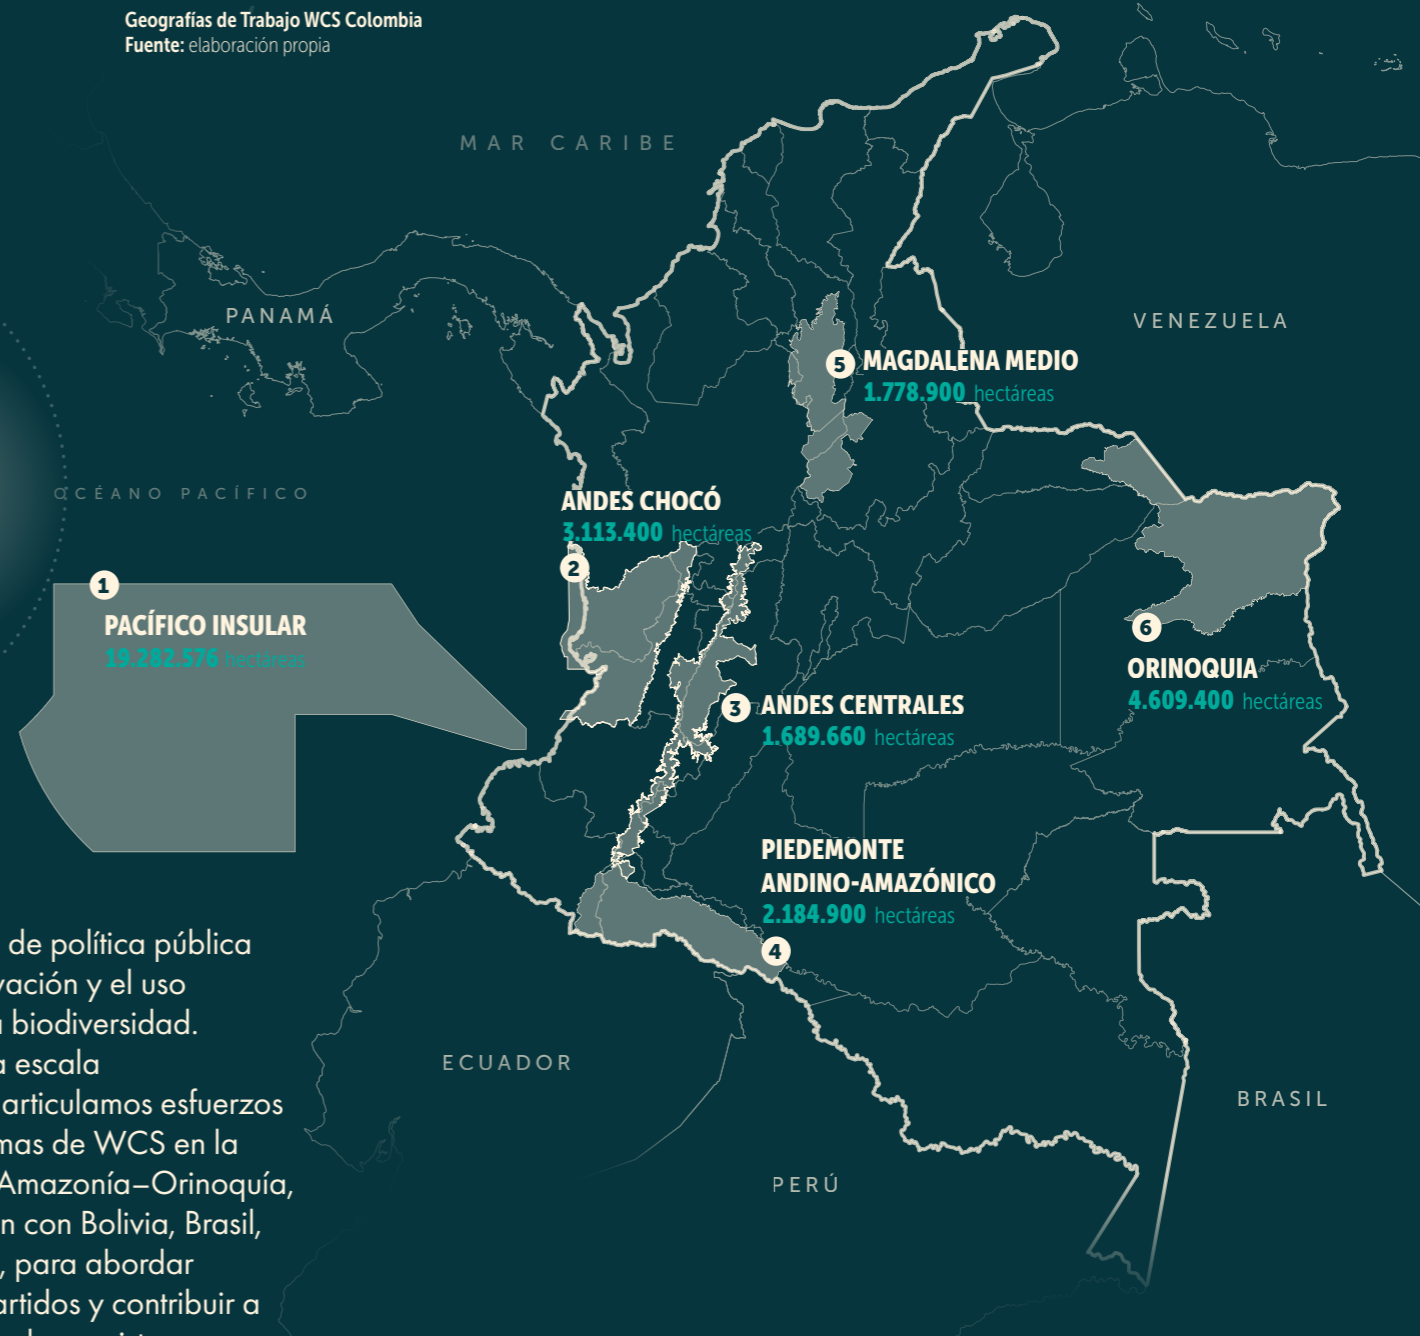 Geografías de Trabajo WCS Colombia
Fuente: elaboración propia
MAR CARIBE
PANAMÁ
VENEZUELA
5 MAGDALENA MEDIO
1.778.900 hectáreas
OCÉANO PACÍFICO
ANDES CHOCÓ
3.113.400 hectáreas
2
1
PACÍFICO INSULAR
19.282.576 hectáreas
6
ORINOQUIA
4.609.400 hectáreas
3 ANDES CENTRALES
1.689.660 hectáreas
PIEDEMONTE
ANDINO-AMAZÓNICO
2.184.900 hectáreas
4
de política pública
vación y el uso
a biodiversidad.
a escala
articulamos esfuerzos
mas de WCS en la
Amazonía–Orinoquía,
n con Bolivia, Brasil,
, para abordar
artidos y contribuir a
ECUADOR
BRASIL
PERÚ